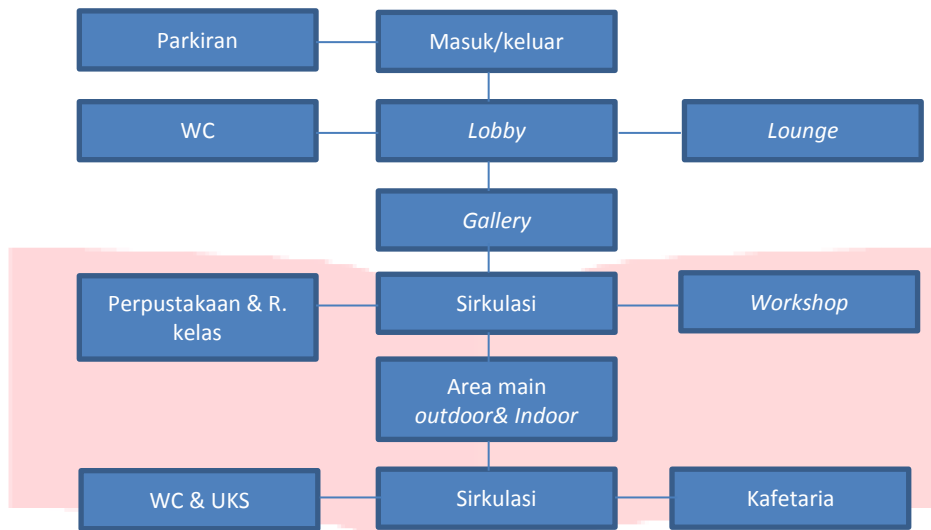 Parkiran
Masuk/keluar
WC
Lobby
Lounge
Gallery
Perpustakaan & R.
kelas
Sirkulasi
Workshop
Area main
outdoor& Indoor
WC & UKS
Sirkulasi
Kafetaria